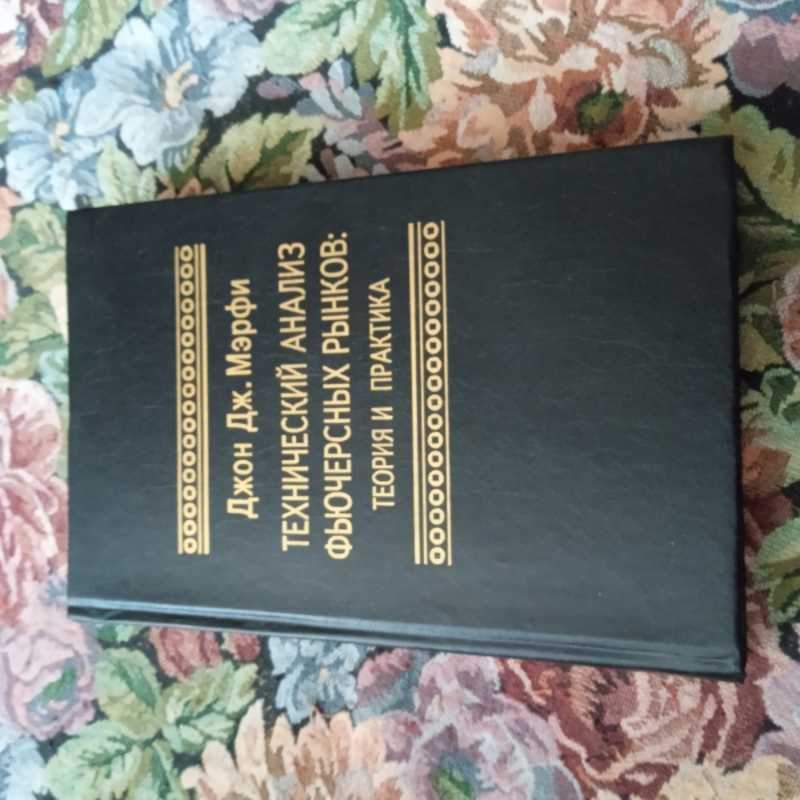 Джон Дж. Мэрфи
ТЕХНИЧЕСКИЙ АНАЛИЗ
ФЬЮЧЕРСНЫХ РЫНКОВ:
ТЕОРИЯ И ПРАКТИКА